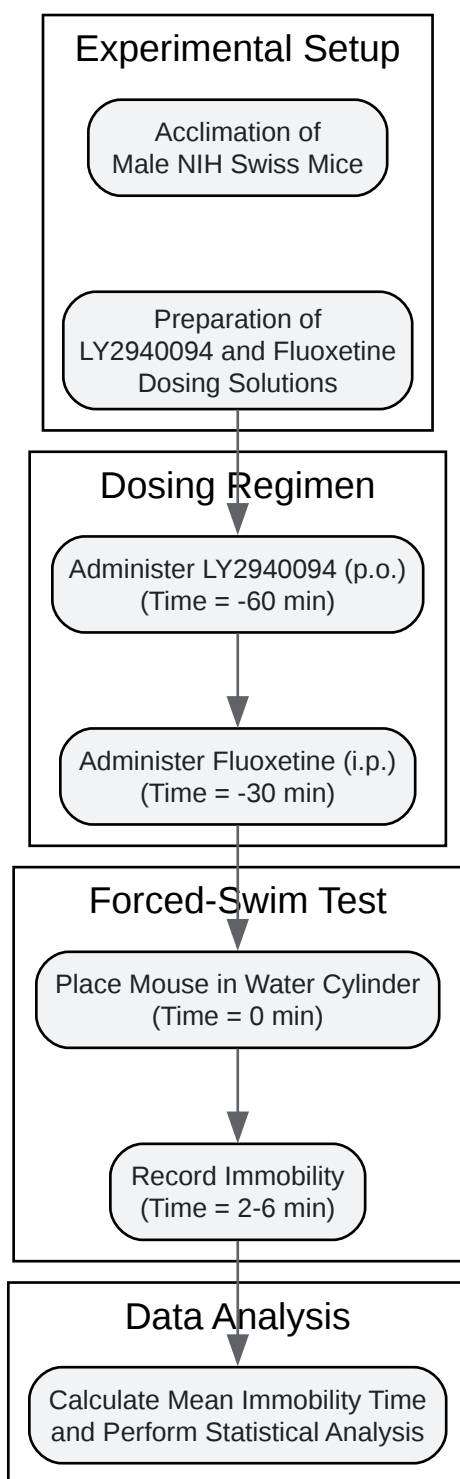 Experimental Setup
Acclimation of
Male NIH Swiss Mice
Preparation of
LY2940094 and Fluoxetine
Dosing Solutions
Dosing Regimen
Administer LY2940094 (p.o.)
(Time = -60 min)
Administer Fluoxetine (i.p.)
(Time = -30 min)
Forced-Swim Test
Place Mouse in Water Cylinder
(Time = 0 min)
Record Immobility
(Time = 2-6 min)
Data Analysis
Calculate Mean Immobility Time
and Perform Statistical Analysis